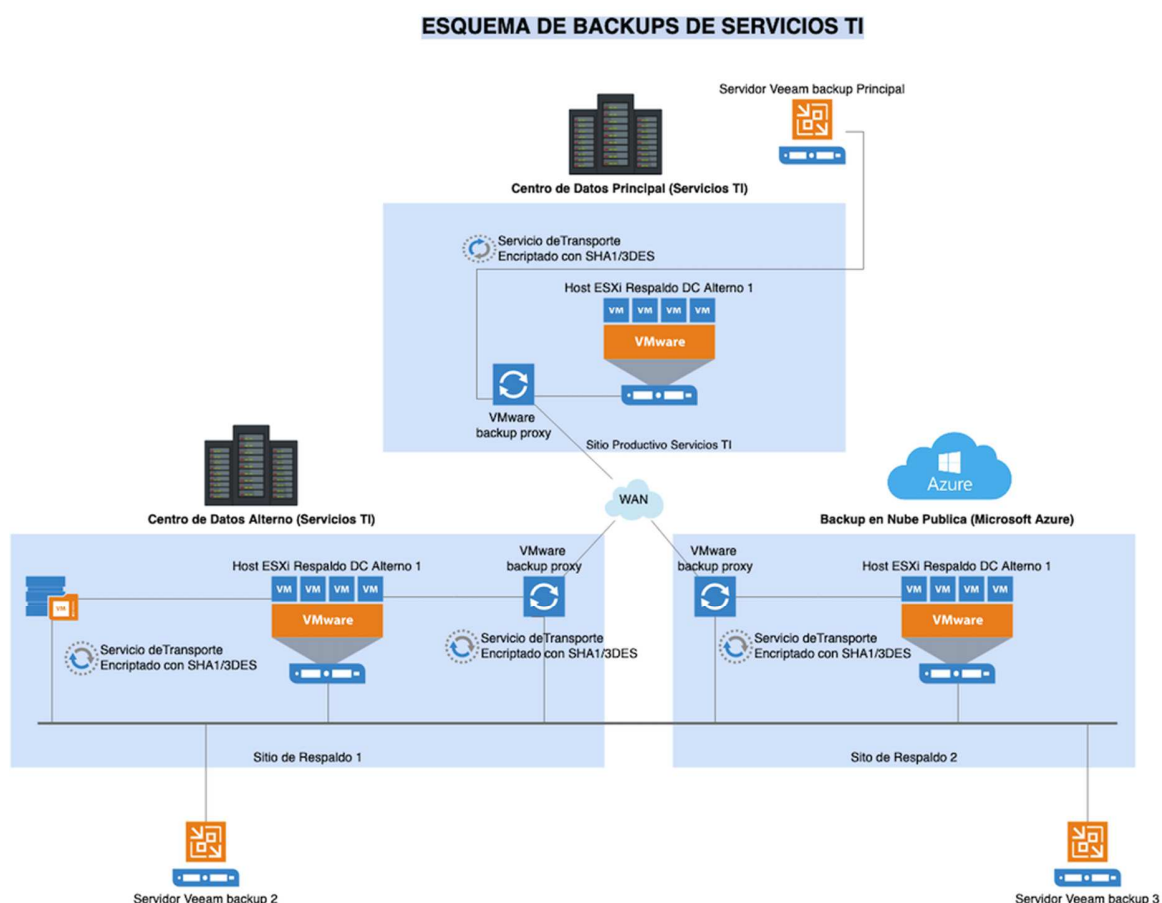 ESQUEMA DE BACKUPS DE SERVICIOS TI
Servidor Veeam backup Principal
Centro de Datos Principal (Servicios TI)
Servicio deTransporte
Encriptado con SHA1/3DES
Host ESXi Respaldo DC Alterno 1
VM VM VM VM
VMware
VMware
backup proxy
Sitio Productivo Servicios TI
WAN
Azure
Centro de Datos Alterno (Servicios TI)
Backup en Nube Publica (Microsoft Azure)
Host ESXi Respaldo DC Alterno 1
VM VM VM VM
VMware
VM
Servicio deTransporte
Encriptado con SHA1/3DES
VMware
backup proxy
Servicio deTransporte
Encriptado con SHA1/3DES
Sitio de Respaldo 1
VMware
backup proxy
Host ESXi Respaldo DC Alterno 1
VM VM VM VM
VMware
Servicio deTransporte
Encriptado con SHA1/3DES
Sito de Respaldo 2
Servidor Veeam backup 2
Servidor Veeam backup 3